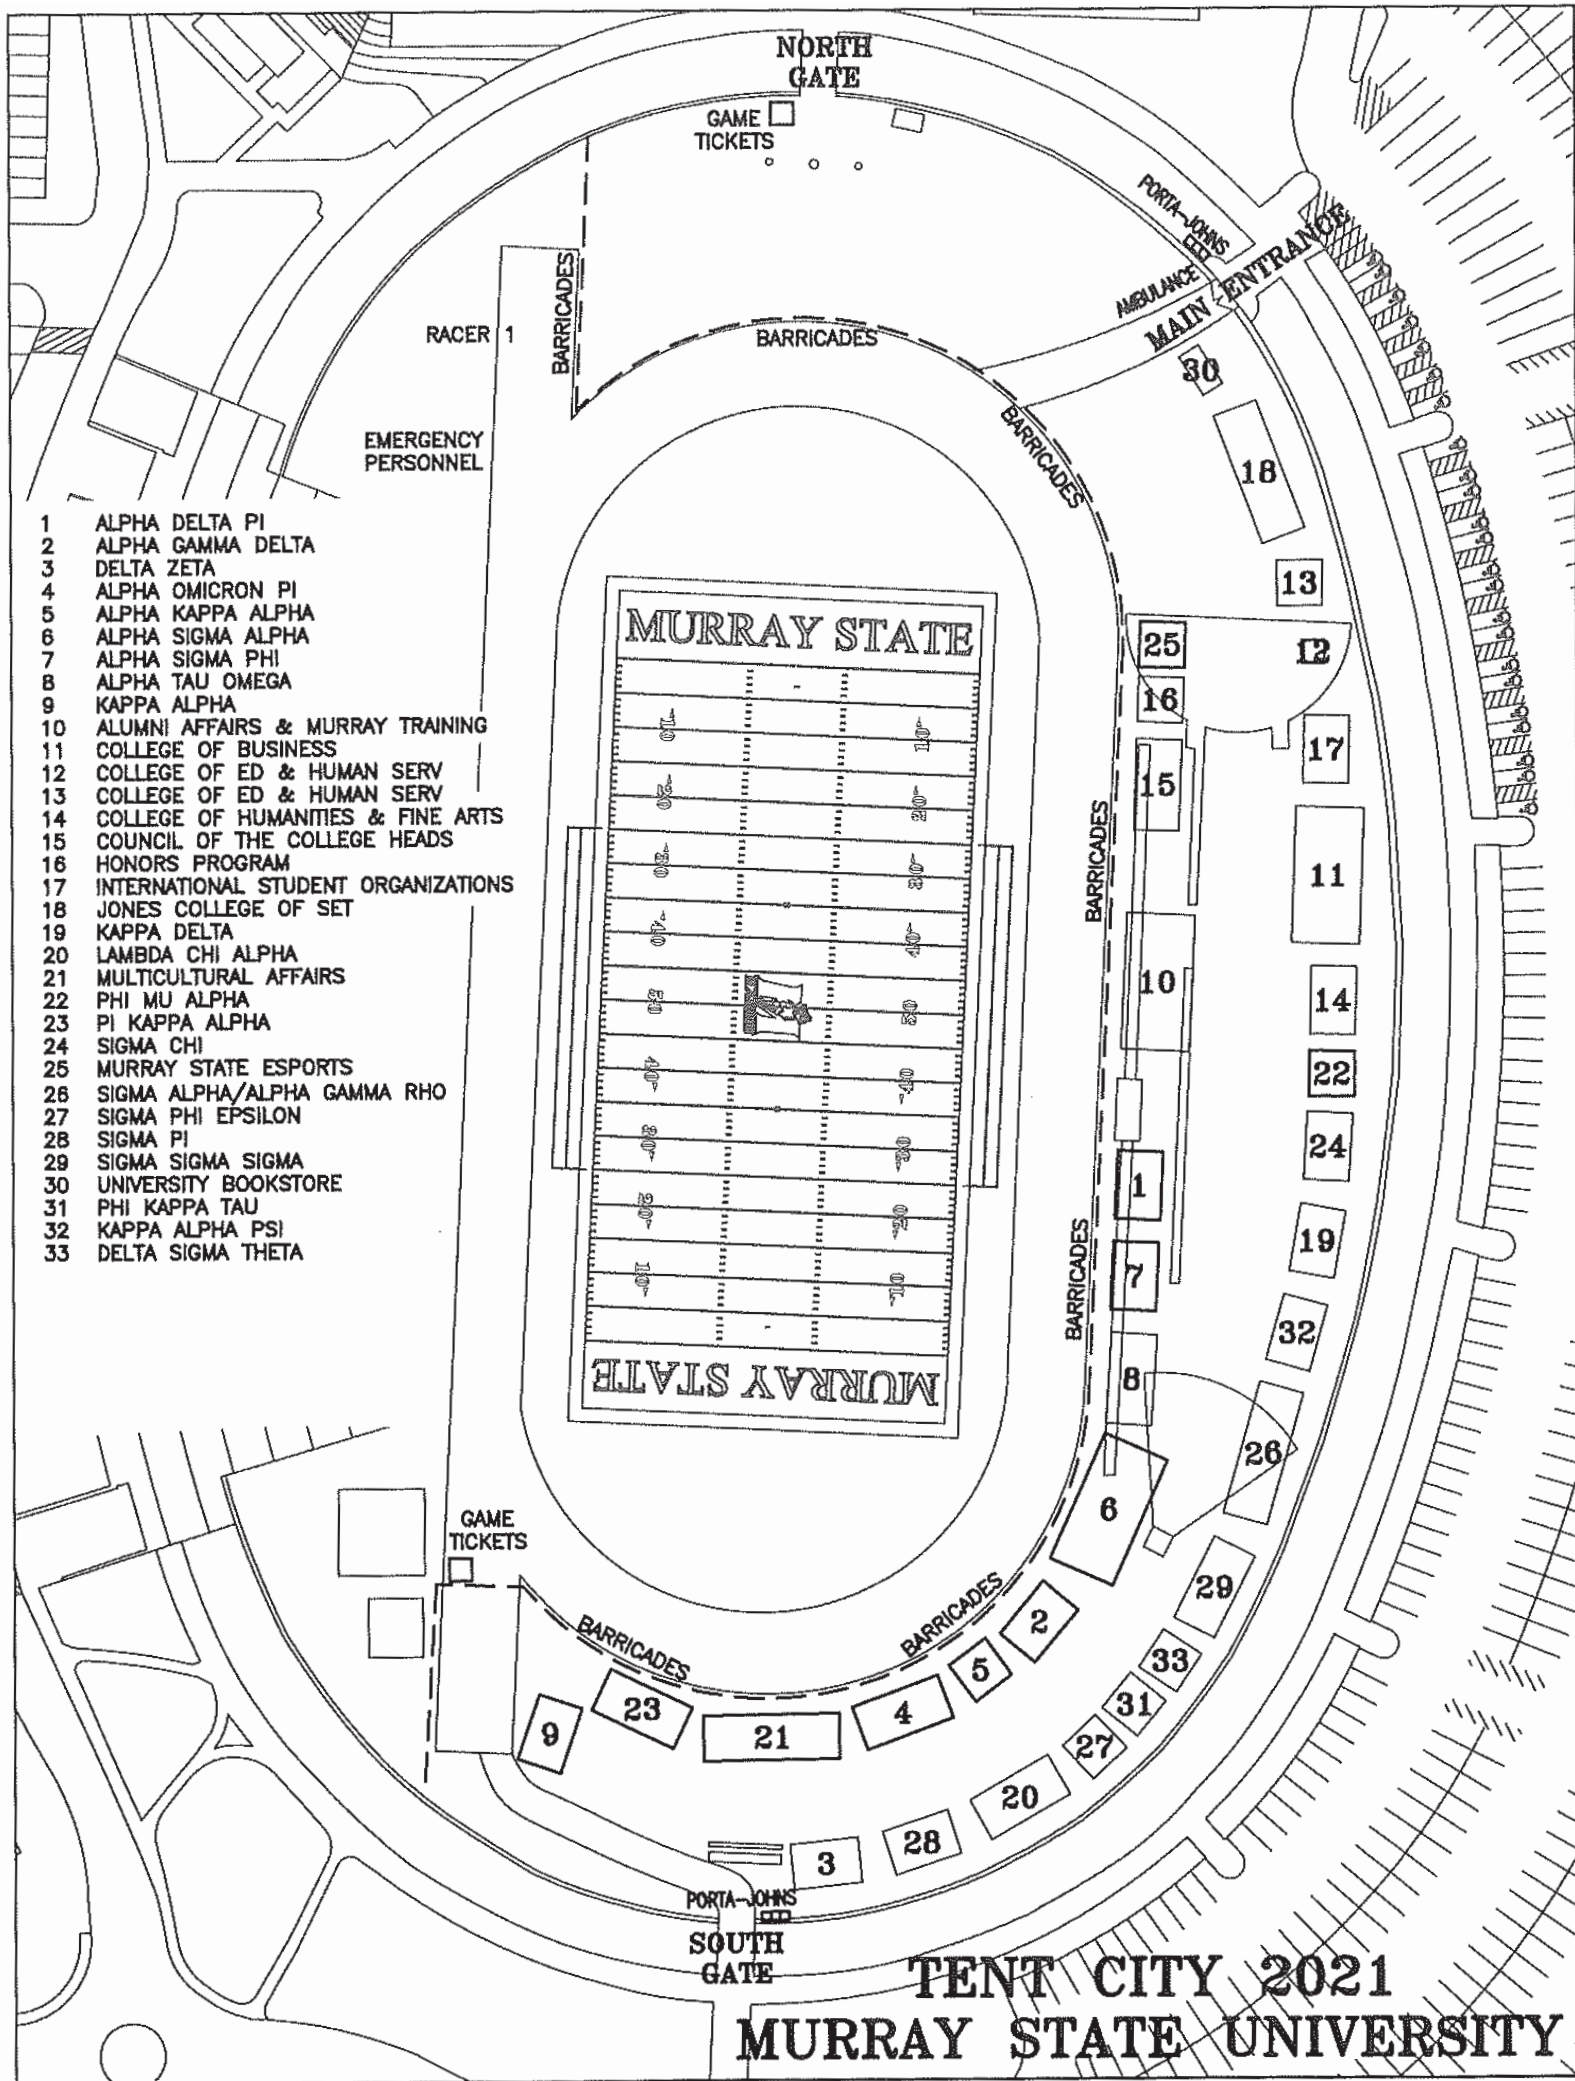 NORTH
GATE
GAME
TICKETS
PORTA-JOHNS
AMBULANCE
MAIN ENTRANCE
RACER 1
BARRICADES
BARRICADES
BARRICADES
EMERGENCY
PERSONNEL
30
18
13
25
12
16
17
15
11
10
14
22
24
1
19
7
32
8
26
6
29
2
33
5
31
4
27
23
21
9
20
28
3
1 ALPHA DELTA PI
2 ALPHA GAMMA DELTA
3 DELTA ZETA
4 ALPHA OMICRON PI
5 ALPHA KAPPA ALPHA
6 ALPHA SIGMA ALPHA
7 ALPHA SIGMA PHI
8 ALPHA TAU OMEGA
9 KAPPA ALPHA
10 ALUMNI AFFAIRS & MURRAY TRAINING
11 COLLEGE OF BUSINESS
12 COLLEGE OF ED & HUMAN SERV
13 COLLEGE OF ED & HUMAN SERV
14 COLLEGE OF HUMANITIES & FINE ARTS
15 COUNCIL OF THE COLLEGE HEADS
16 HONORS PROGRAM
17 INTERNATIONAL STUDENT ORGANIZATIONS
18 JONES COLLEGE OF SET
19 KAPPA DELTA
20 LAMBDA CHI ALPHA
21 MULTICULTURAL AFFAIRS
22 PHI MU ALPHA
23 PI KAPPA ALPHA
24 SIGMA CHI
25 MURRAY STATE ESPORTS
26 SIGMA ALPHA/ALPHA GAMMA RHO
27 SIGMA PHI EPSILON
28 SIGMA PI
29 SIGMA SIGMA SIGMA
30 UNIVERSITY BOOKSTORE
31 PHI KAPPA TAU
32 KAPPA ALPHA PSI
33 DELTA SIGMA THETA
MURRAY STATE
10 10
20 20
30 30
40 40
50 50
40 40
30 30
20 20
10 10
MURRAY STATE
BARRICADES
BARRICADES
GAME
TICKETS
BARRICADES
BARRICADES
PORTA-JOHNS
SOUTH
GATE
TENT CITY 2021
MURRAY STATE UNIVERSITY